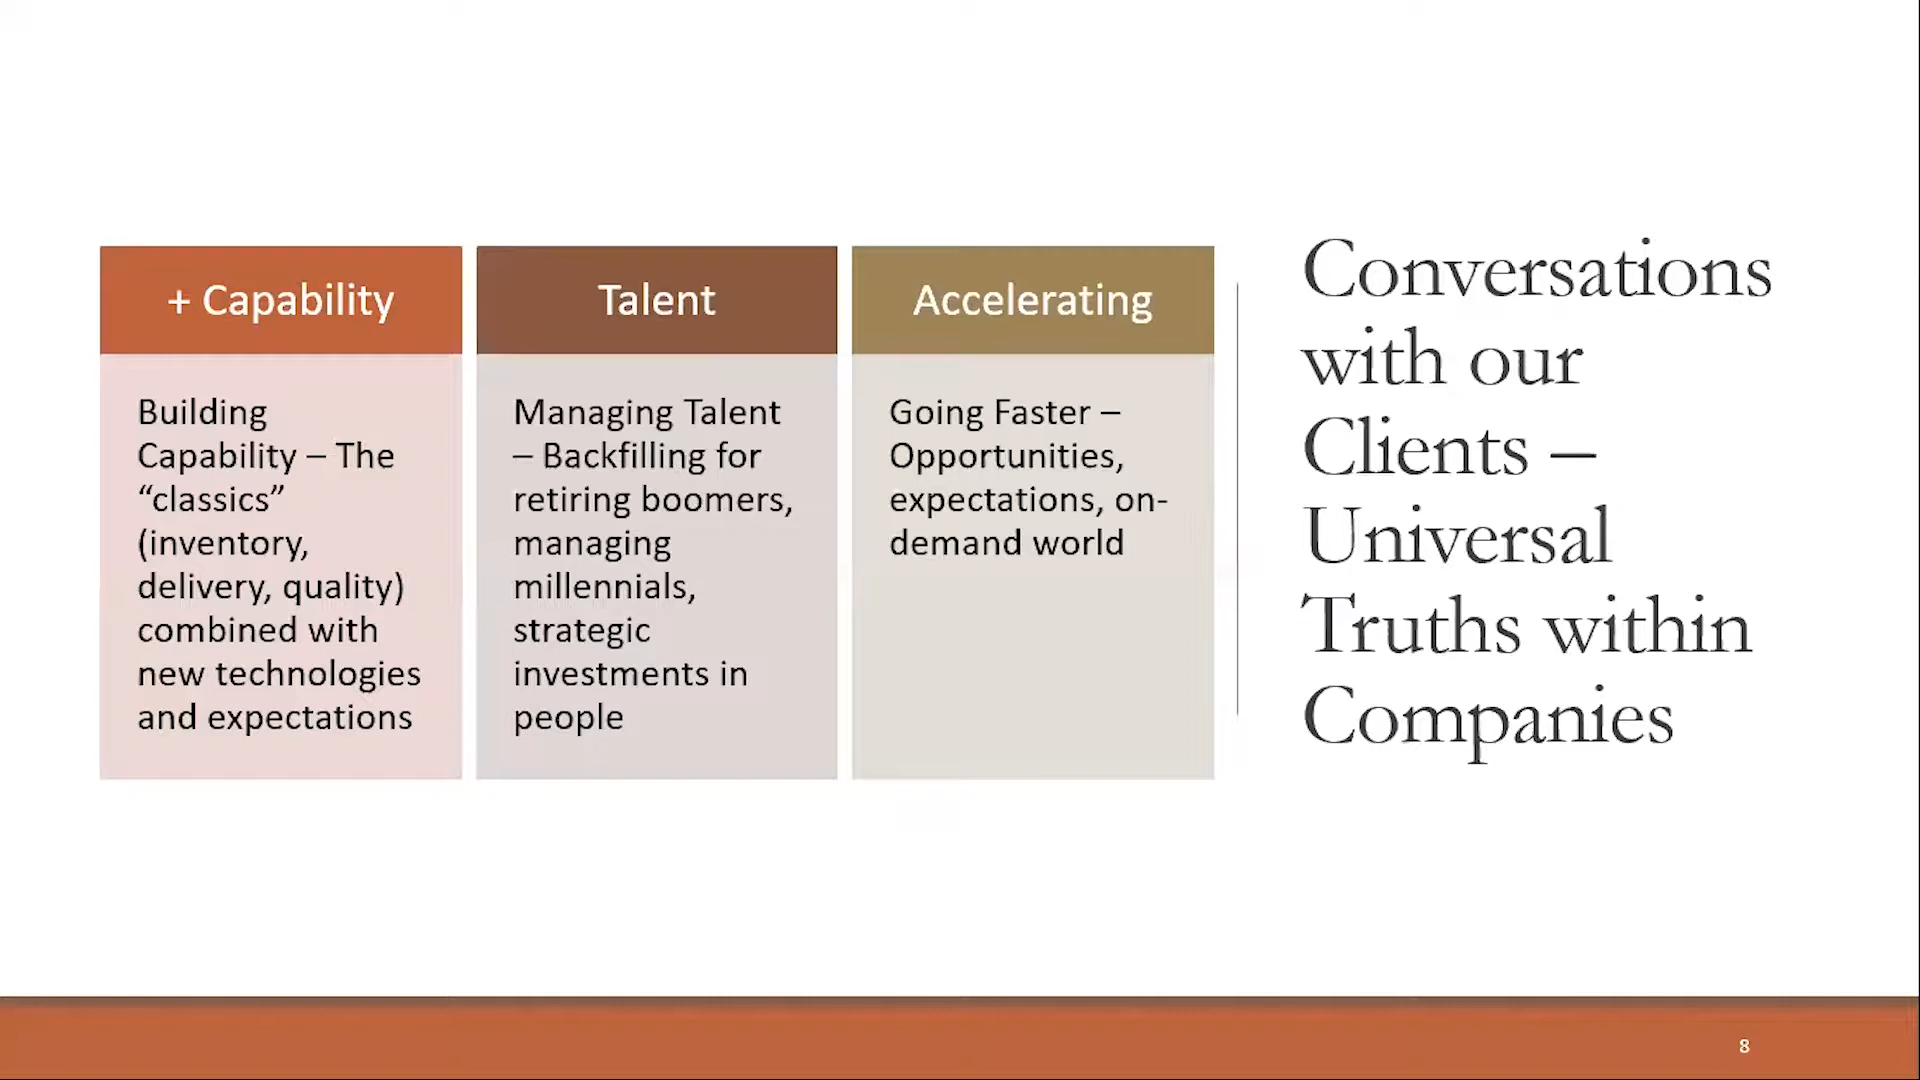 + Capability
Building
Capability – The
“classics”
(inventory,
delivery, quality)
combined with
new technologies
and expectations
Talent
Managing Talent
– Backfilling for
retiring boomers,
managing
millennials,
strategic
investments in
people
Accelerating
Going Faster –
Opportunities,
expectations, on-
demand world
Conversations
with our
Clients –
Universal
Truths within
Companies
8